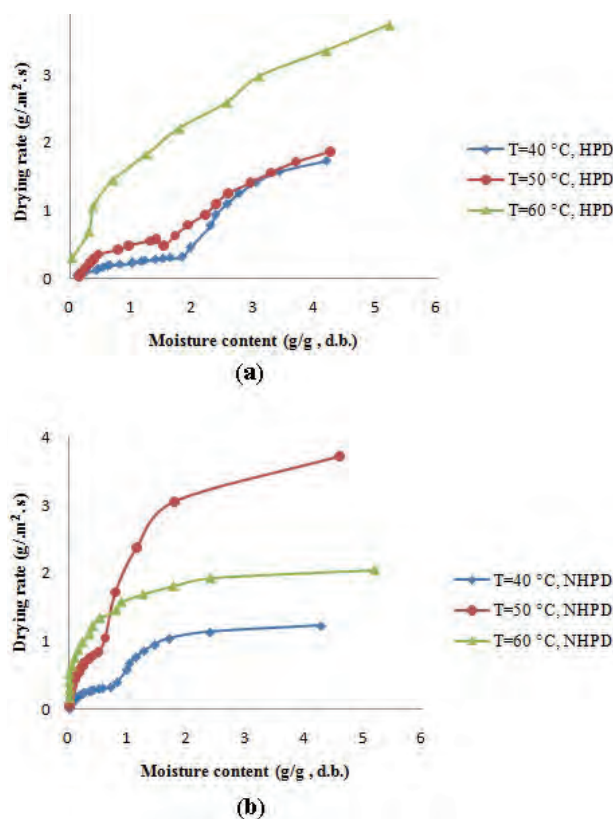 Drying rate (g/.m².s)
3
2
1
0
0 1 2 3 4 5 6
Moisture content (g/g , d.b.)
T=40 °C, HPD
T=50 °C, HPD
T=60 °C, HPD
(a)
Drying rate (g/.m².s)
4
3
2
1
0
0 1 2 3 4 5 6
Moisture content (g/g, d.b.)
T=40 °C, NHPD
T=50 °C, NHPD
T=60 °C, NHPD
(b)